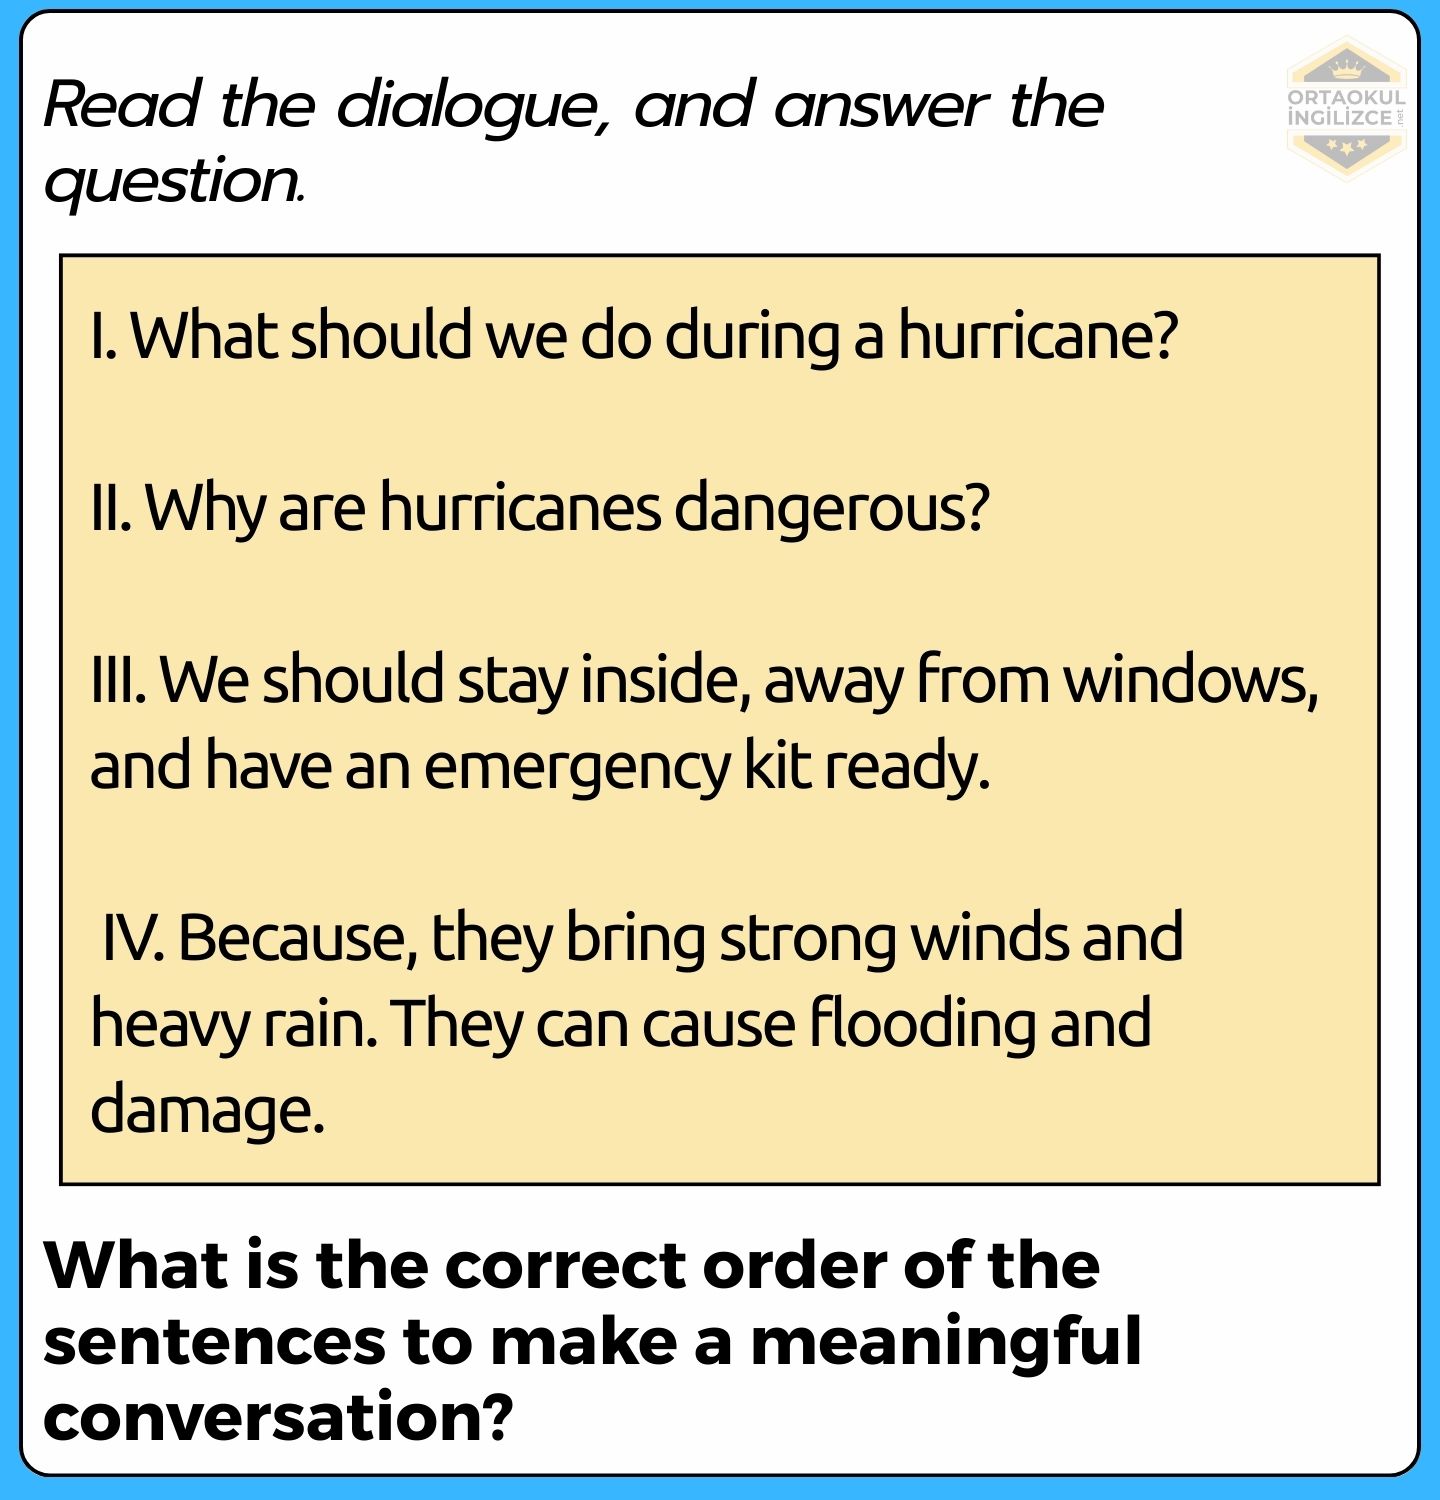 Read the dialogue, and answer the
question.
ORTAOKUL
İNGİLİZCE
.net
I. What should we do during a hurricane?
II. Why are hurricanes dangerous?
III. We should stay inside, away from windows,
and have an emergency kit ready.
IV. Because, they bring strong winds and
heavy rain. They can cause flooding and
damage.
What is the correct order of the
sentences to make a meaningful
conversation?